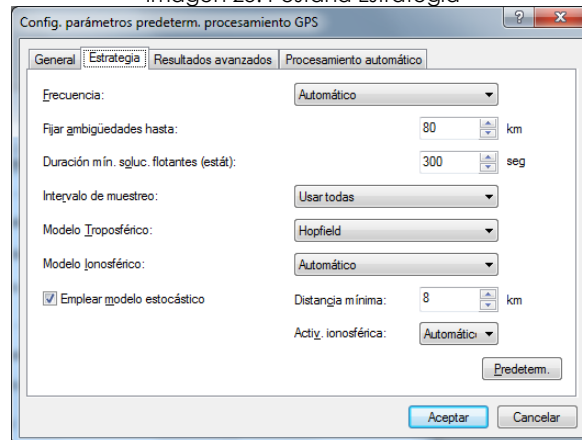 Imagen 23. Pestaña Estrategia
Config. parámetros predeterm. procesamiento GPS
General Estrategia Resultados avanzados Procesamiento automático
Frecuencia: Automático
Fijar ambigüedades hasta: 80 km
Duración mín. soluc. flotantes (estát): 300 seg
Intervalo de muestreo: Usar todas
Modelo Troposférico: Hopfield
Modelo Ionosférico: Automático
Emplear modelo estocástico Distancia mínima: 8 km
Activ. ionosférica: Automátic
Predeterm.
Aceptar Cancelar